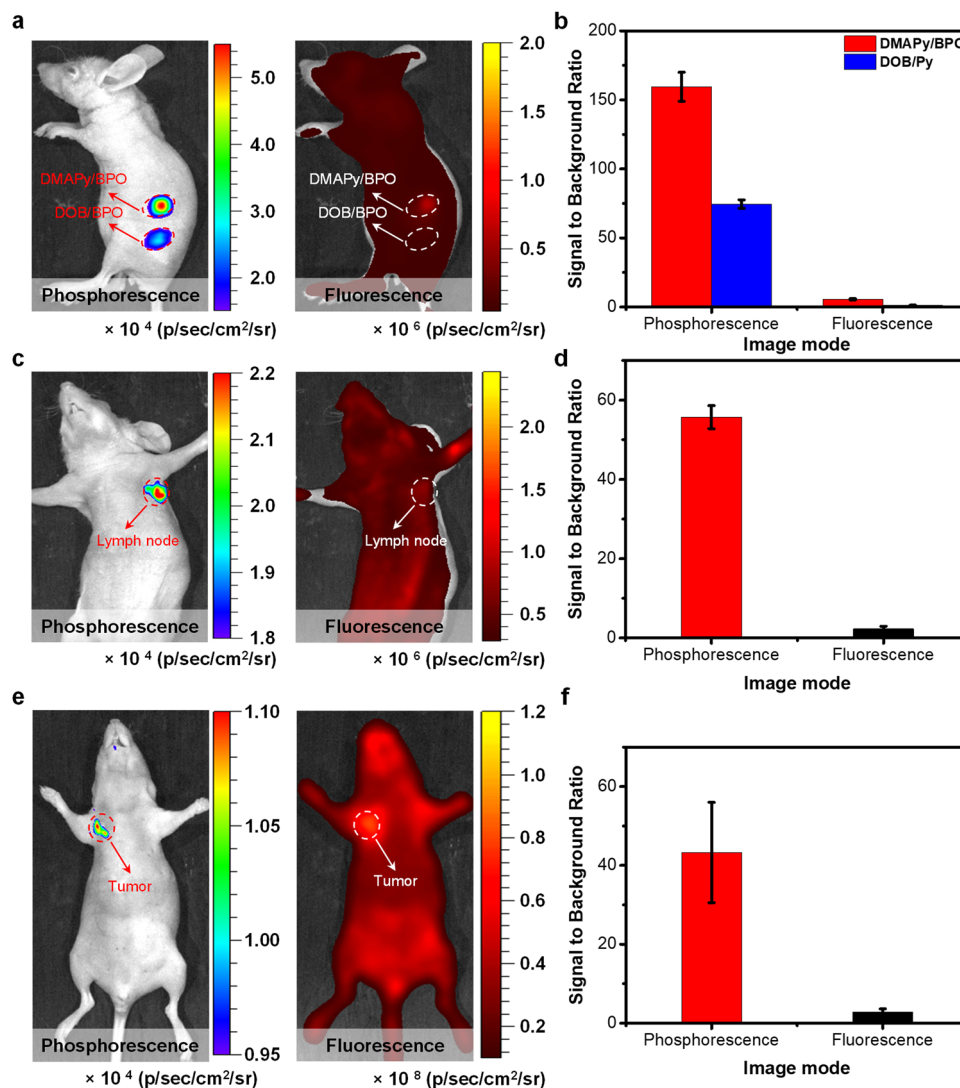 a
DMAPy/BPO
DOB/BPO
Phosphorescence
5.0
4.0
3.0
2.0
× 10 4 (p/sec/cm2/sr)
DMAPy/BPO
DOB/BPO
Fluorescence
2.0
1.5
1.0
0.5
× 10 6 (p/sec/cm2/sr)
b
Signal to Background Ratio
200
150
100
50
0
DMAPy/BPO
DOB/Py
Phosphorescence Fluorescence
Image mode
c
Lymph node
Phosphorescence
2.2
2.1
2.0
1.9
1.8
× 10 4 (p/sec/cm2/sr)
Lymph node
Fluorescence
2.0
1.5
1.0
0.5
× 10 6 (p/sec/cm2/sr)
d
Signal to Background Ratio
60
40
20
0
Phosphorescence Fluorescence
Image mode
e
Tumor
Phosphorescence
1.10
1.05
1.00
0.95
× 10 4 (p/sec/cm2/sr)
Tumor
Fluorescence
1.2
1.0
0.8
0.6
0.4
0.2
× 10 8 (p/sec/cm2/sr)
f
Signal to Background Ratio
60
40
20
0
Phosphorescence Fluorescence
Image mode